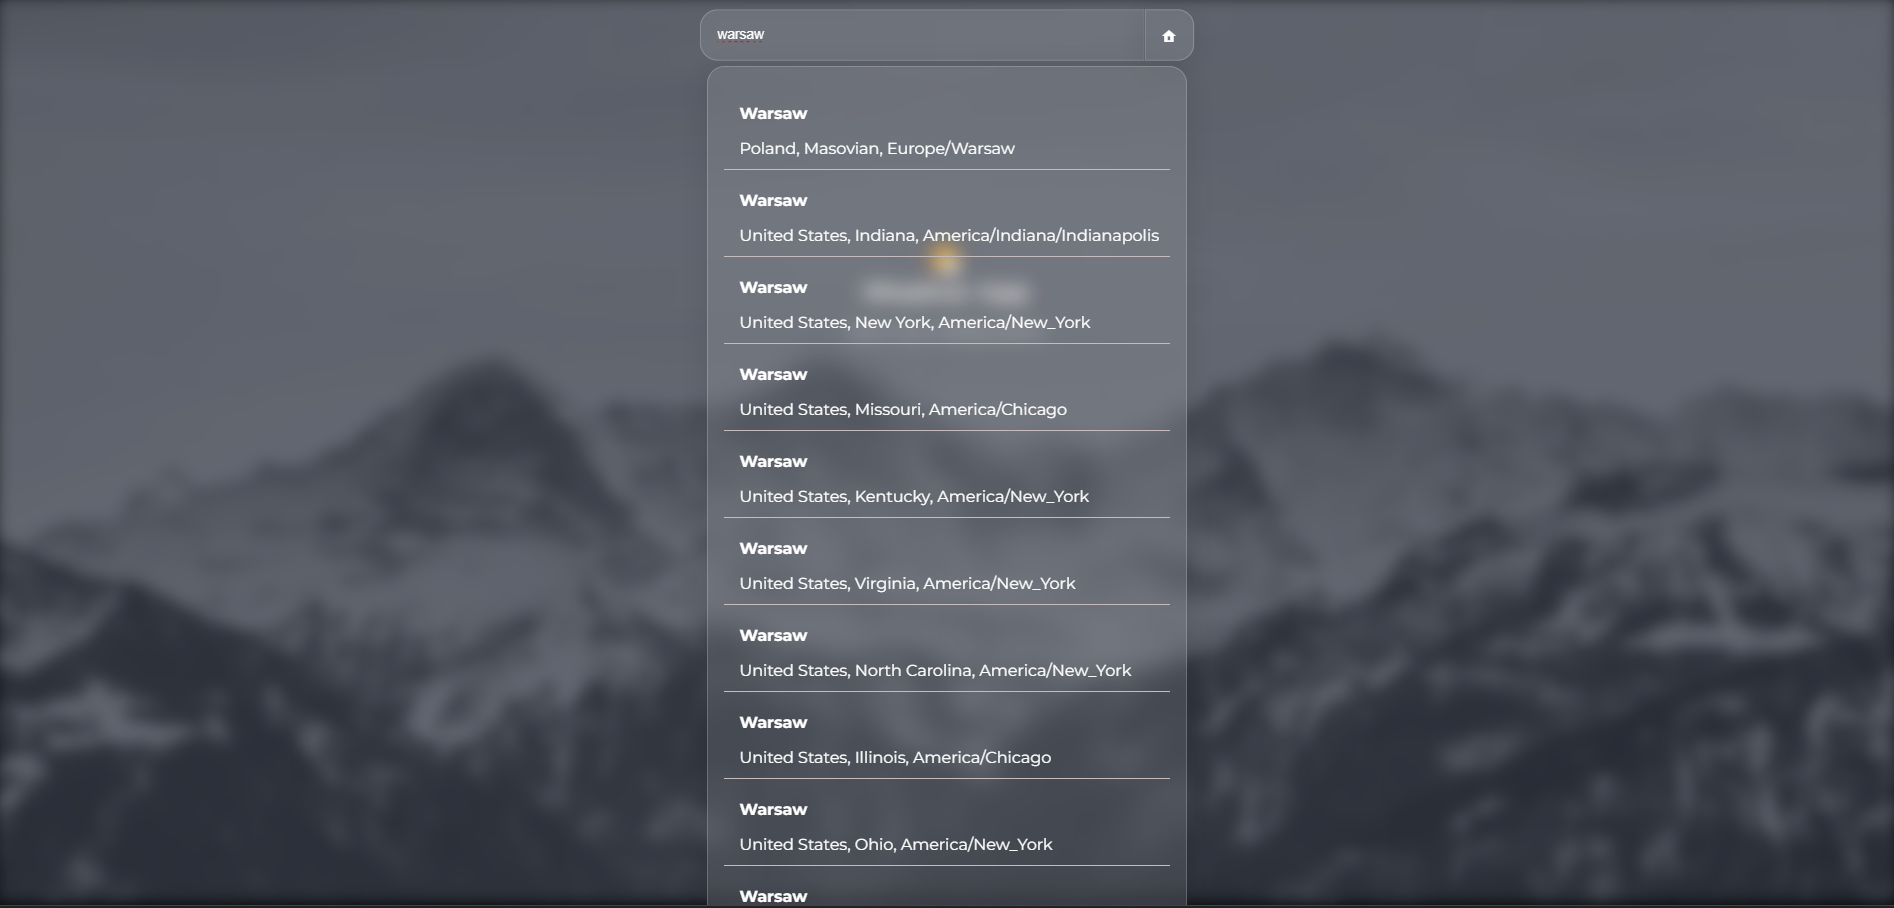 warsaw
Warsaw
Poland, Masovian, Europe/Warsaw
Warsaw
United States, Indiana, America/Indiana/Indianapolis
Warsaw
United States, New York, America/New_York
Warsaw
United States, Missouri, America/Chicago
Warsaw
United States, Kentucky, America/New_York
Warsaw
United States, Virginia, America/New_York
Warsaw
United States, North Carolina, America/New_York
Warsaw
United States, Illinois, America/Chicago
Warsaw
United States, Ohio, America/New_York
Warsaw